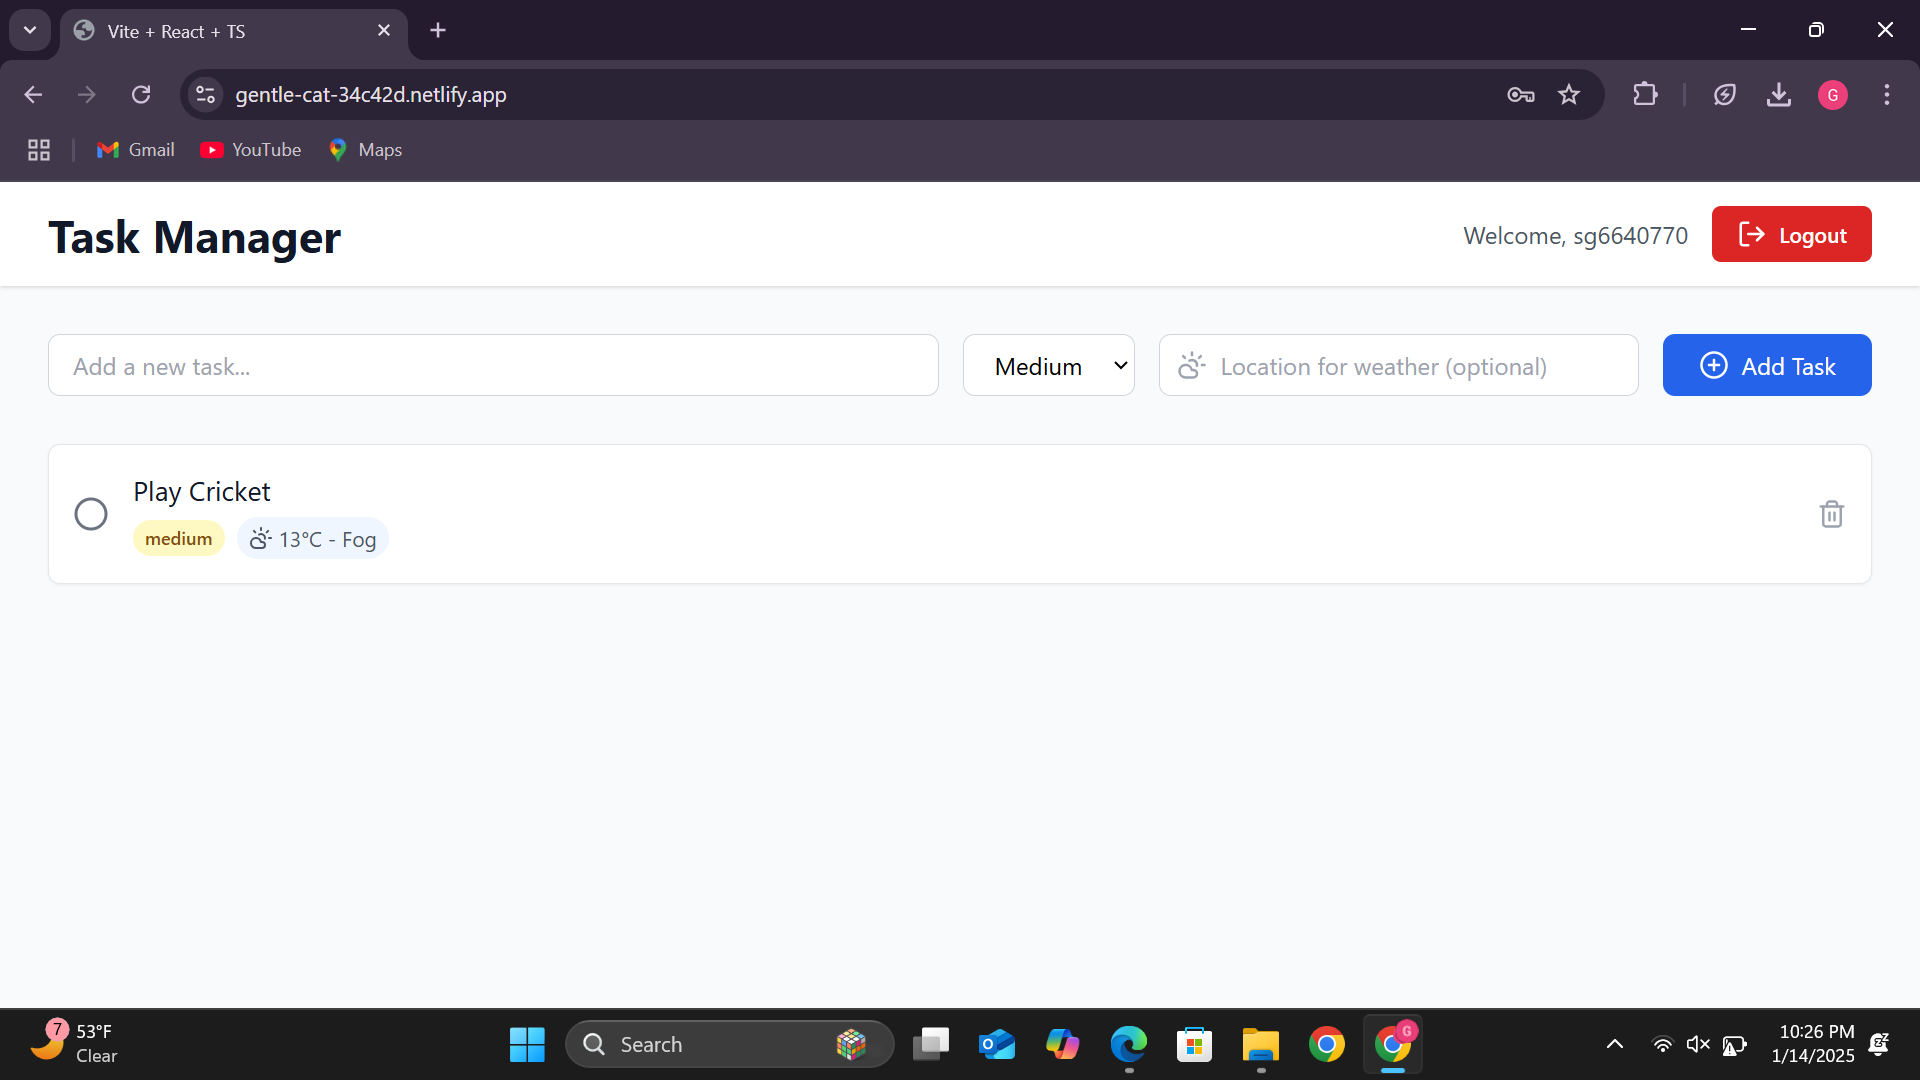 Vite + React + TS
gentle-cat-34c42d.netlify.app
G
Gmail
YouTube
Maps
Task Manager
Welcome, sg6640770
Logout
Add a new task...
Medium
Location for weather (optional)
Add Task
Play Cricket
medium
13°C - Fog
7
53°F
Clear
Search
G
10:26 PM
1/14/2025